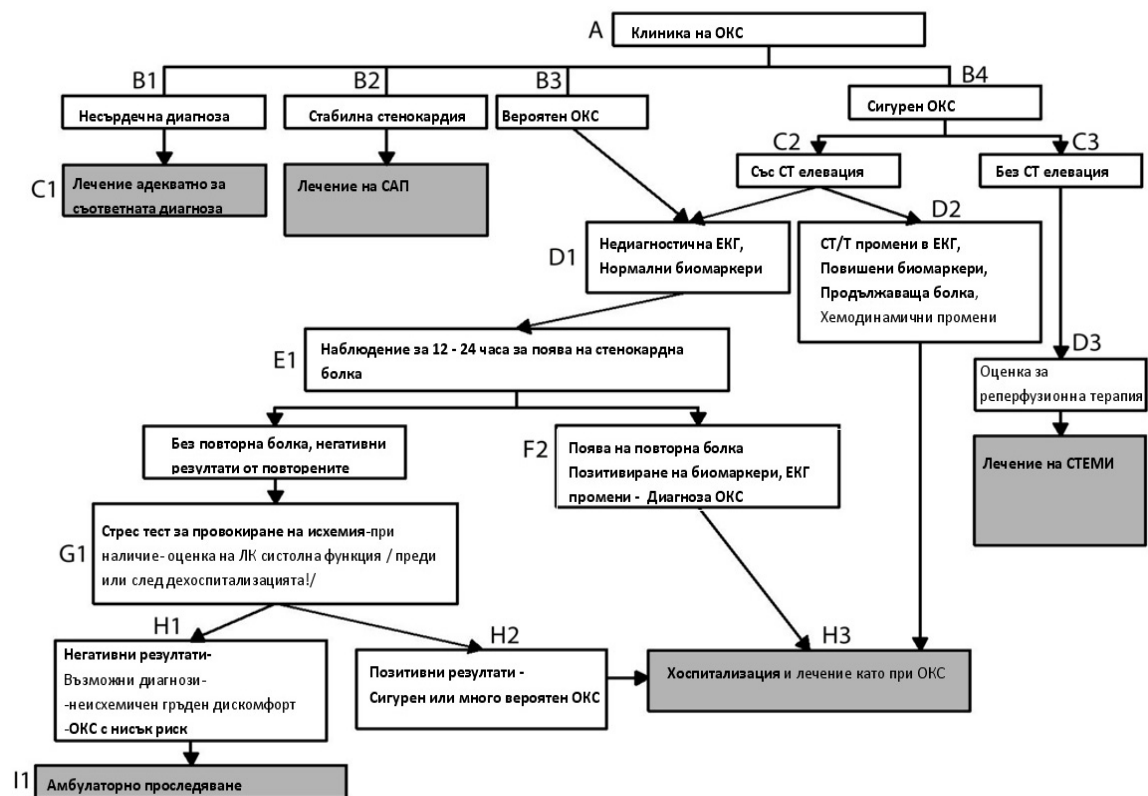 A
Клиника на ОКС
B1
B2
B3
B4
Несърдечна диагноза
Стабилна стенокардия
Вероятен ОКС
Сигурен ОКС
C1
Лечение адекватно за
съответната диагноза
Лечение на САП
C2
C3
Със СТ елевация
Без СТ елевация
D1
Недиагностична ЕКГ,
Нормални биомаркери
D2
СТ/Т промени в ЕКГ,
Повишени биомаркери,
Продължаваща болка,
Хемодинамични промени
E1
Наблюдение за 12 - 24 часа за поява на стенокардна
болка
D3
Оценка за
реперфузионна терапия
Без повторна болка, негативни
резултати от повторените
F2
Поява на повторна болка
Позитивиране на биомаркери, ЕКГ
промени - Диагноза ОКС
Лечение на СТЕМИ
G1
Стрес тест за провокиране на исхемия-при
наличие- оценка на ЛК систолна функция / преди
или след дехоспитализацията!/
H1
Негативни резултати-
Възможни диагнози-
-неисхемичен гръден дискомфорт
-ОКС с нисък риск
H2
Позитивни резултати -
Сигурен или много вероятен ОКС
H3
Хоспитализация и лечение като при ОКС
I1
Амбулаторно проследяване